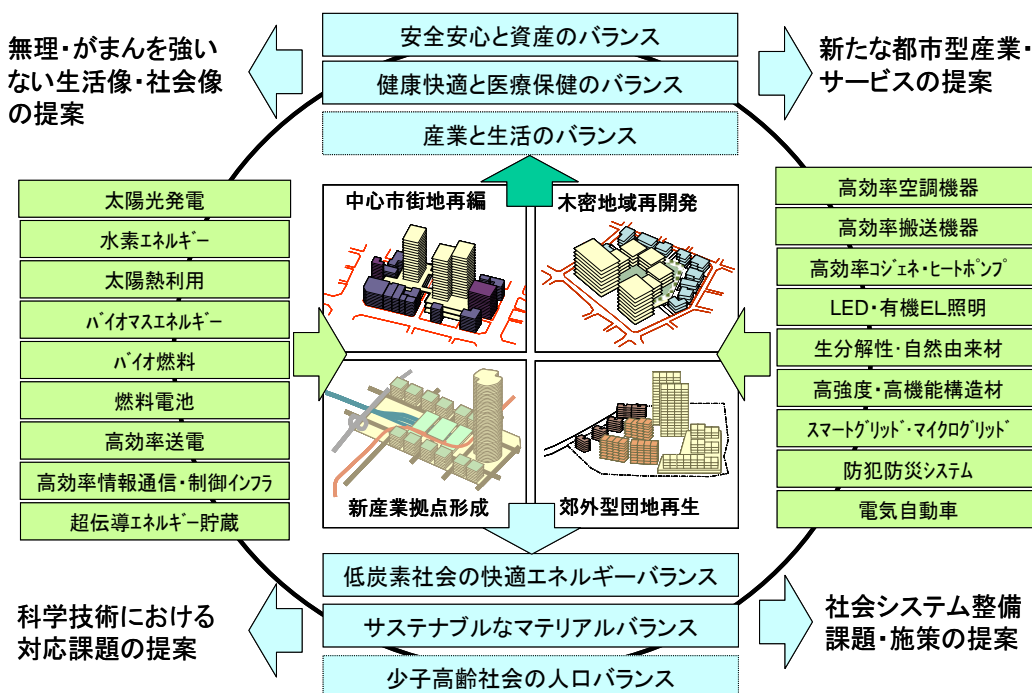 安全安心と資産のバランス
健康快適と医療保健のバランス
産業と生活のバランス
無理・がまんを強い
ない生活像・社会像
の提案
新たな都市型産業・
サービスの提案
太陽光発電
水素エネルギー
太陽熱利用
ﾊﾞｲｵﾏｽエネルギー
ﾊﾞｲｵ燃料
燃料電池
高効率送電
高効率情報通信・制御ｲﾝﾌﾗ
超伝導ｴﾈﾙｷﾞｰ貯蔵
中心市街地再編
木密地域再開発
新産業拠点形成
郊外型団地再生
高効率空調機器
高効率搬送機器
高効率ｺｼﾞｪﾈ・ﾋｰﾄﾎﾟﾝﾌﾟ
LED・有機EL照明
生分解性・自然由来材
高強度・高機能構造材
ｽﾏｰﾄｸﾞﾘｯﾄﾞ・ﾏｲｸﾛｸﾞﾘｯﾄﾞ
防犯防災システム
電気自動車
低炭素社会の快適エネルギーバランス
サステナブルなマテリアルバランス
少子高齢社会の人口バランス
科学技術における
対応課題の提案
社会システム整備
課題・施策の提案